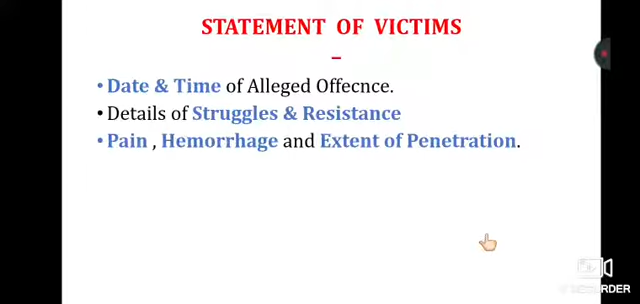 STATEMENT OF VICTIMS
–
• Date & Time of Alleged Offecnce.
• Details of Struggles & Resistance
• Pain , Hemorrhage and Extent of Penetration.